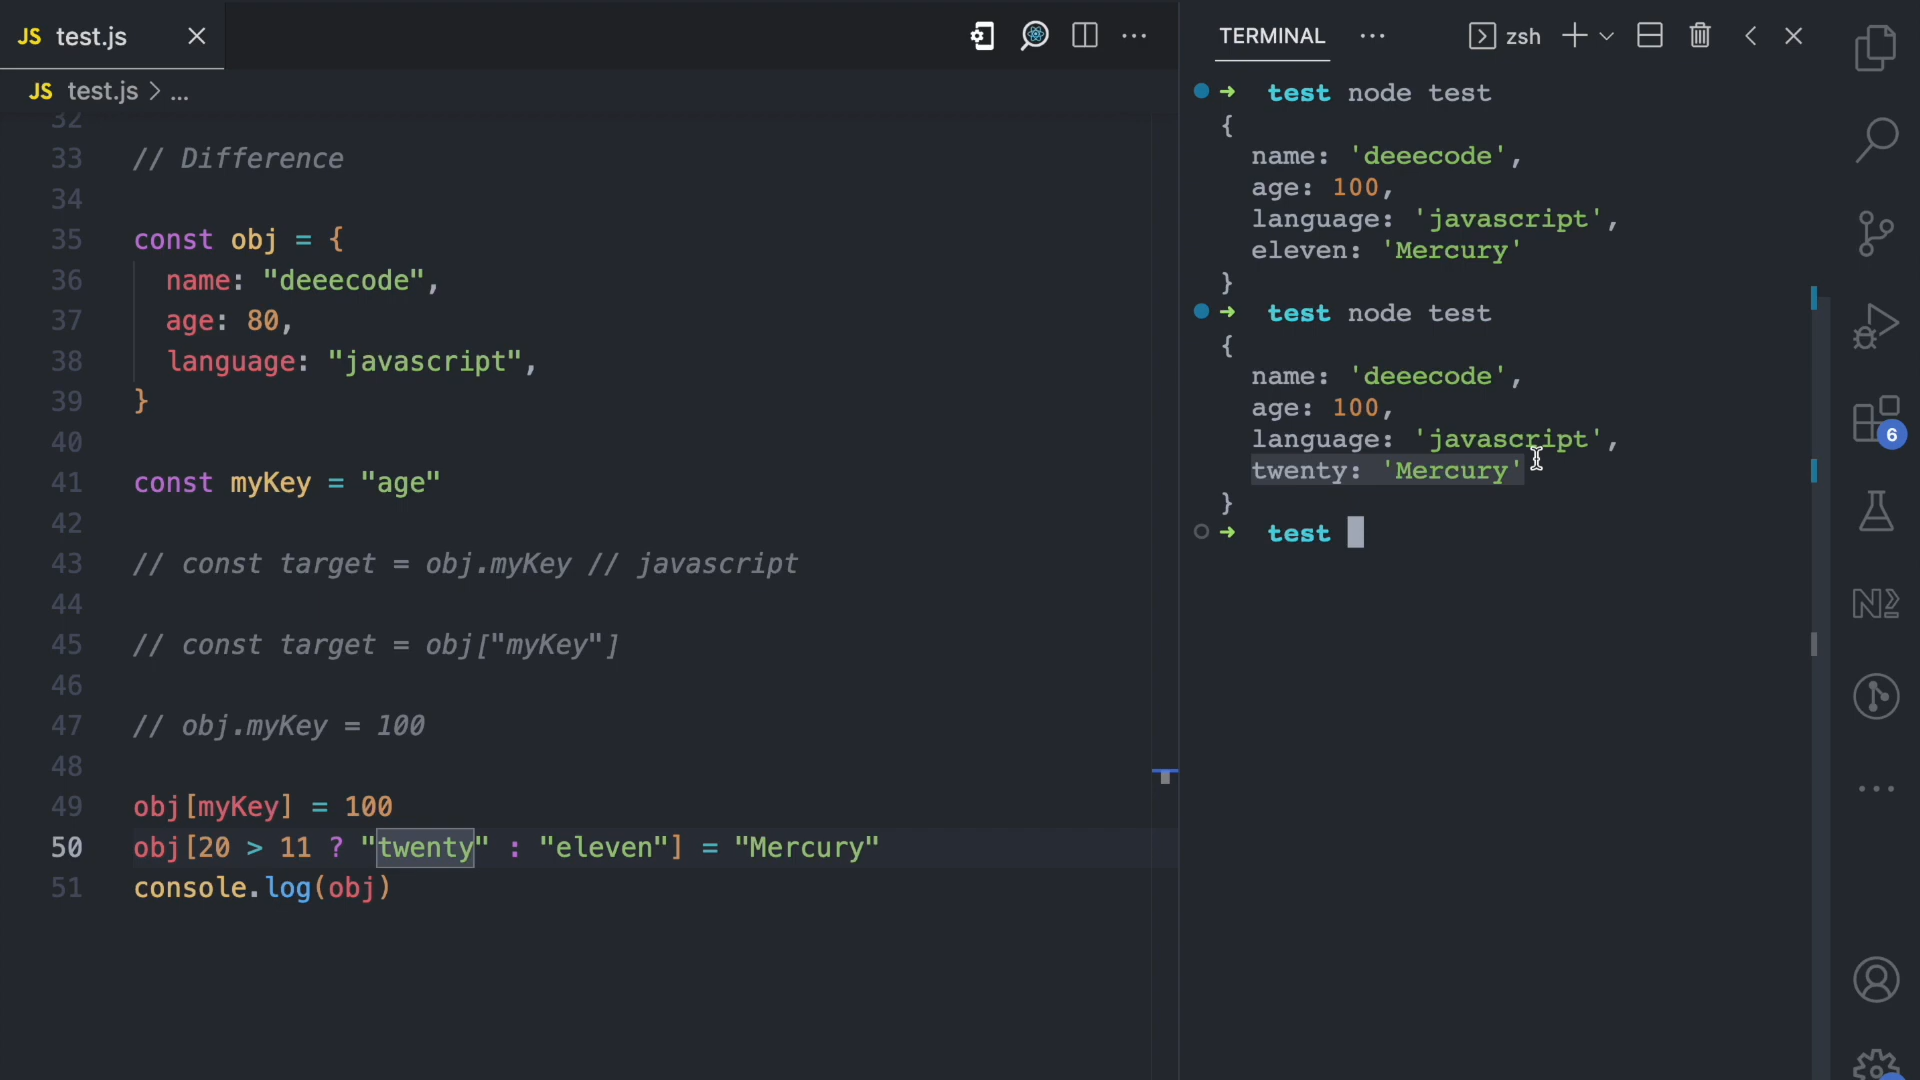 JS test.js
JS test.js > ...
32
33 // Difference
34
35 const obj = {
36 name: "deeecode",
37 age: 80,
38 language: "javascript",
39 }
40
41 const myKey = "age"
42
43 // const target = obj.myKey // javascript
44
45 // const target = obj["myKey"]
46
47 // obj.myKey = 100
48
49 obj[myKey] = 100
50 obj[20 > 11 ? "twenty" : "eleven"] = "Mercury"
51 console.log(obj)
TERMINAL
zsh
test node test
{
name: 'deeecode',
age: 100,
language: 'javascript',
eleven: 'Mercury'
}
test node test
{
name: 'deeecode',
age: 100,
language: 'javascript',
twenty: 'Mercury'
}
test
6